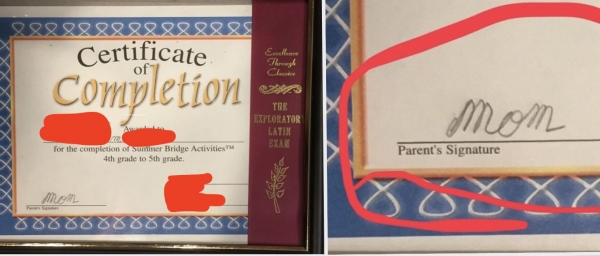 Certificate
of
Completion
Awarded to
for the completion of Summer Bridge Activities™
4th grade to 5th grade.
mom
Parent's Signature
Excellence
Through
Classics
THE
EXPLORATORY
LATIN
EXAM
mom
Parent's Signature